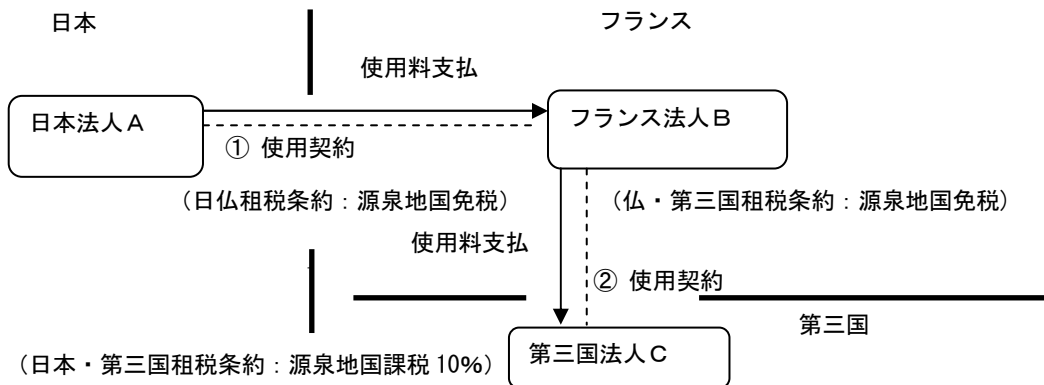 日本
フランス
使用料支払
日本法人A
フランス法人B
① 使用契約
（日仏租税条約：源泉地国免税）
（仏・第三国租税条約：源泉地国免税）
使用料支払
② 使用契約
第三国
（日本・第三国租税条約：源泉地国課税 10%）
第三国法人C